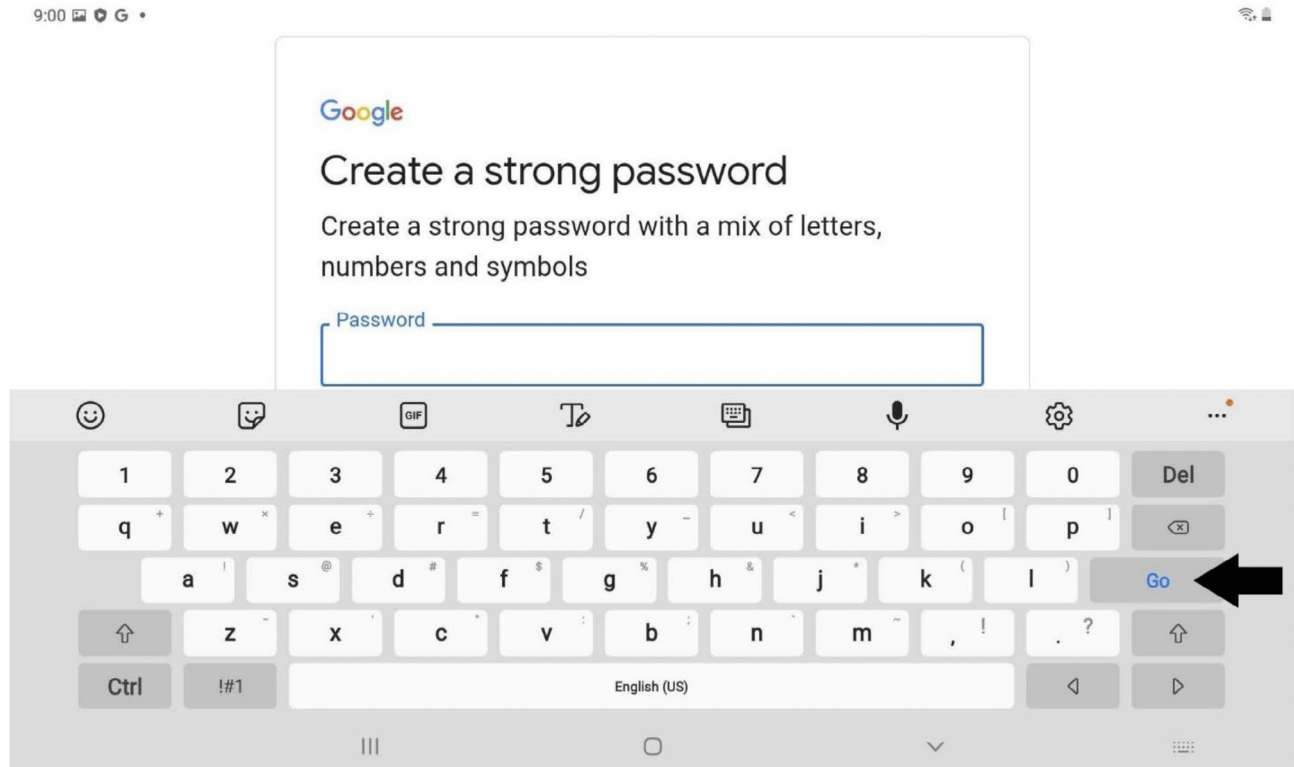 9:00 G •
Google
Create a strong password
Create a strong password with a mix of letters,
numbers and symbols
Password
GIF T ...
1 2 3 4 5 6 7 8 9 0 Del
q + w × e ÷ r = t / y _ u < i > o [ p ]
a ! s @ d # f $ g % h & j * k ( l ) Go
z - x ' c " v : b ; n ` m ~ , ! . ?
Ctrl !#1 English (US)